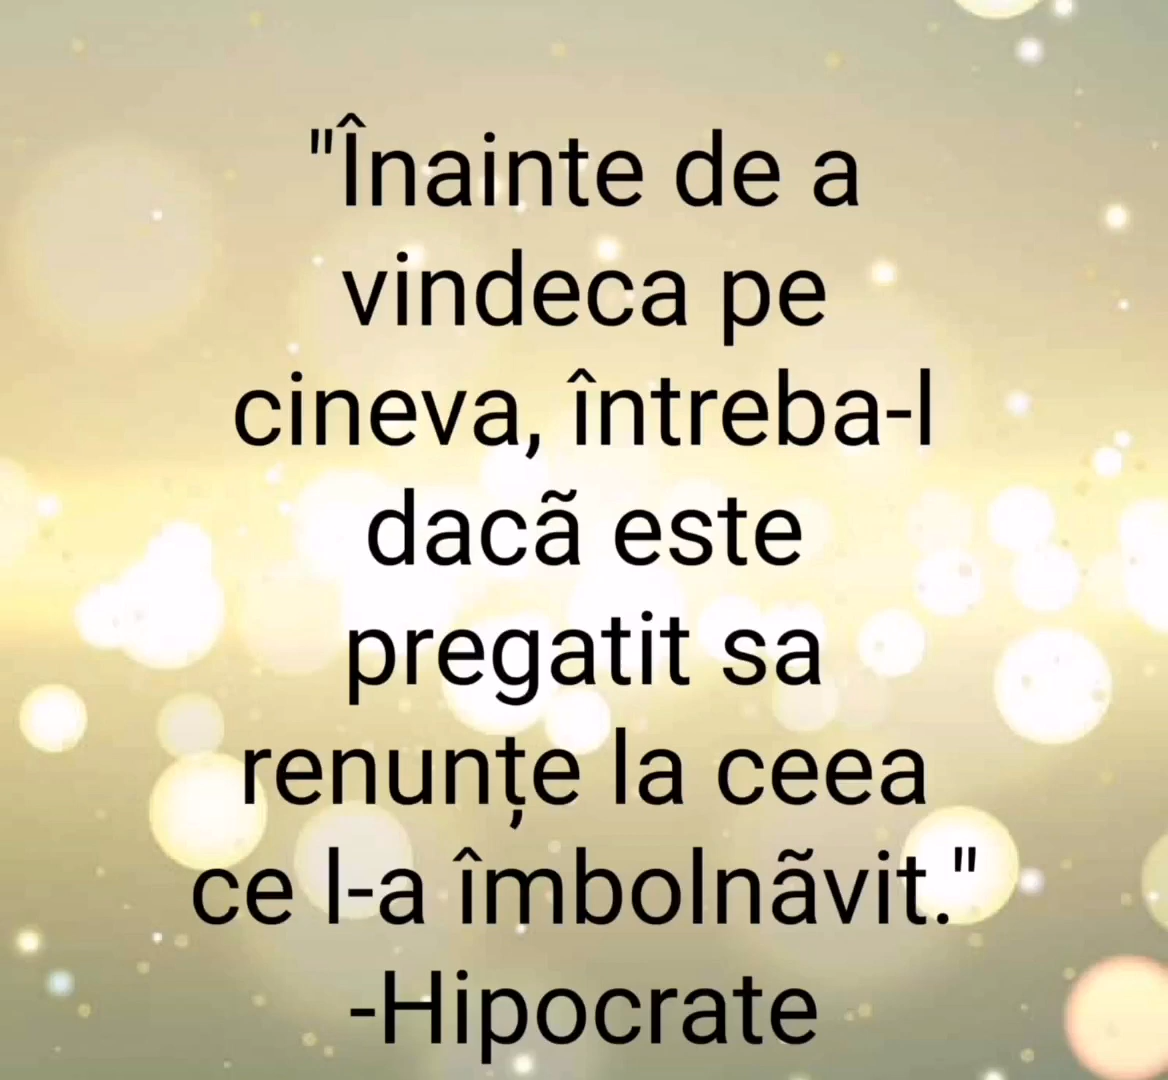 "Înainte de a
vindeca pe
cineva, întreba-l
dacã este
pregatit sa
renunțe la ceea
ce l-a îmbolnãvit."
-Hipocrate